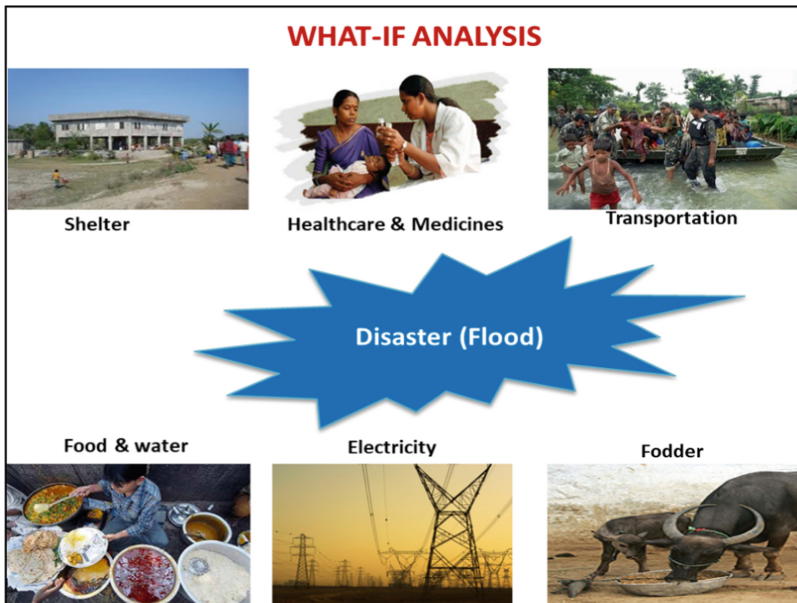 WHAT-IF ANALYSIS
Shelter
Healthcare & Medicines
Transportation
Disaster (Flood)
Food & water
Electricity
Fodder